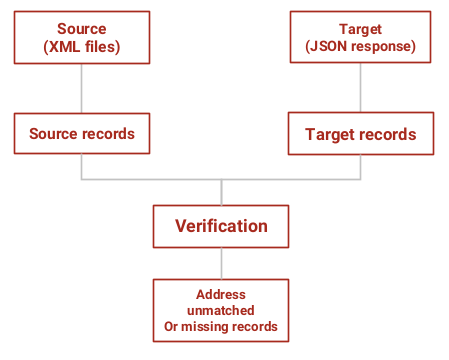 Source
(XML files)
Target
(JSON response)
Source records
Target records
Verification
Address
unmatched
Or missing records